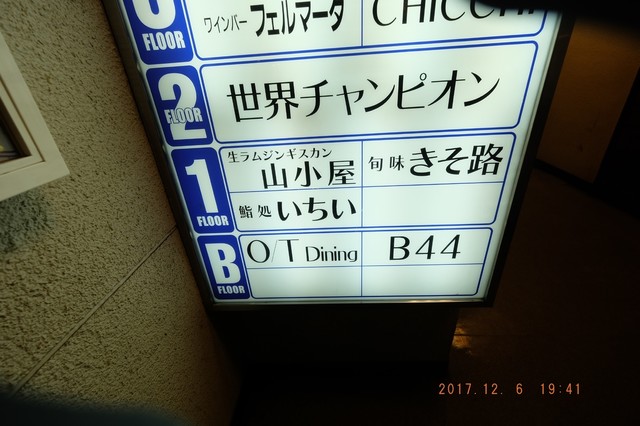 3
FLOOR
ワインバー フェルマータ
CHICCHI
2
FLOOR
世界チャンピオン
1
FLOOR
生ラムジンギスカン
山小屋
旬味 きそ路
鮨処 いちい
B
FLOOR
O/T Dining
B44
2017.12. 6 19:41